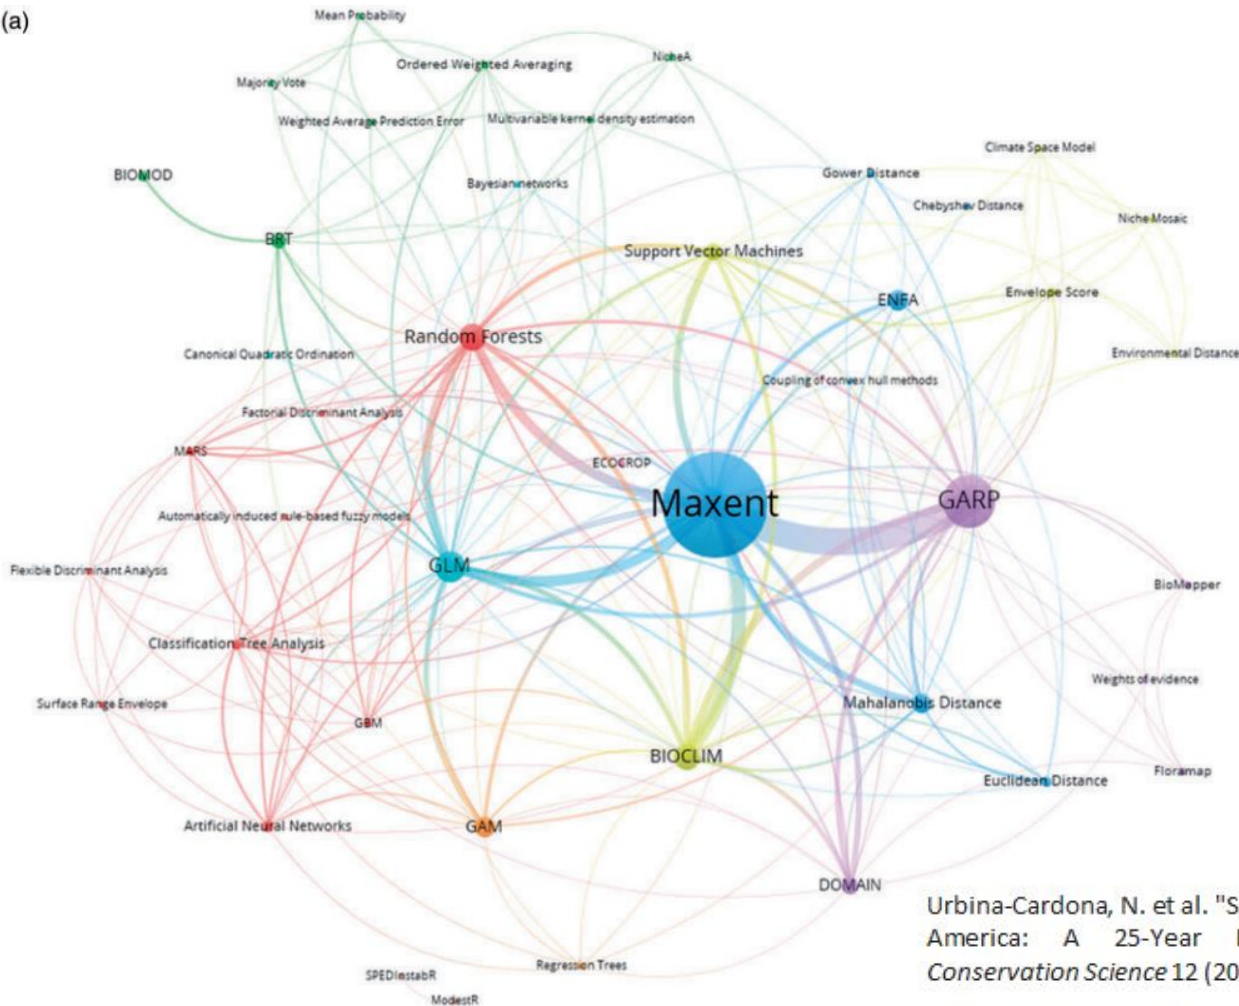 (a)
Mean Probability
Ordered Weighted Averaging
NicheA
Majority Vote
Weighted Average Prediction Error
Multivariable kernel density estimation
Climate Space Model
BIOMOD
Bayesian networks
Gower Distance
Chebyshev Distance
Niche Mosaic
BRT
Support Vector Machines
ENFA
Envelope Score
Random Forests
Canonical Quadratic Ordination
Environmental Distance
Coupling of convex hull methods
Factorial Discriminant Analysis
MARS
ECOCROP
Maxent
GARP
Automatically induced rule-based fuzzy models
GLM
Flexible Discriminant Analysis
BioMapper
Classification Tree Analysis
Weights of evidence
Surface Range Envelope
Mahalanobis Distance
GBM
BIOCLIM
Floramap
Euclidean Distance
Artificial Neural Networks
GAM
DOMAIN
Urbina-Cardona, N. et al. "S
America: A 25-Year
Conservation Science 12 (20
Regression Trees
SPEDInstabR
ModestR